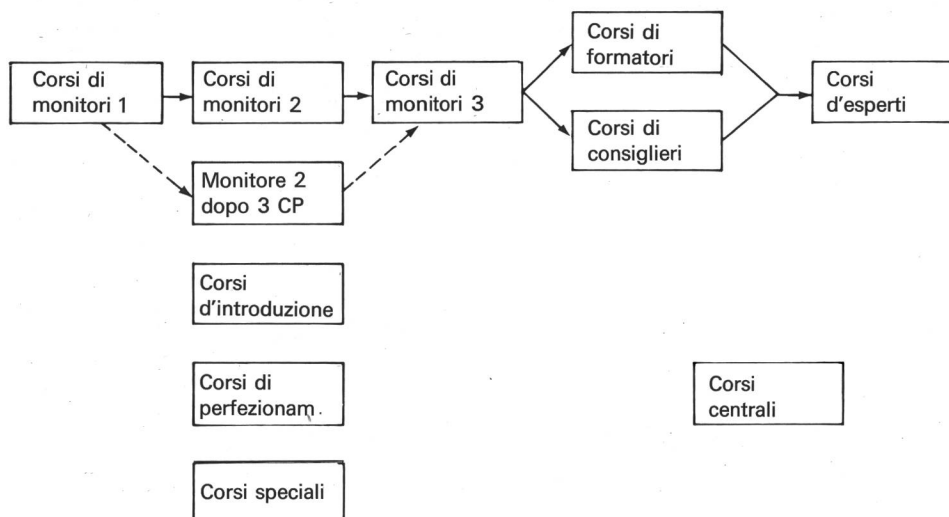 Corsi di
monitori 1
Corsi di
monitori 2
Corsi di
monitori 3
Corsi di
formatori
Corsi di
consiglieri
Corsi
d'esperti
Monitore 2
dopo 3 CP
Corsi
d'introduzione
Corsi di
perfezionam.
Corsi
centrali
Corsi speciali